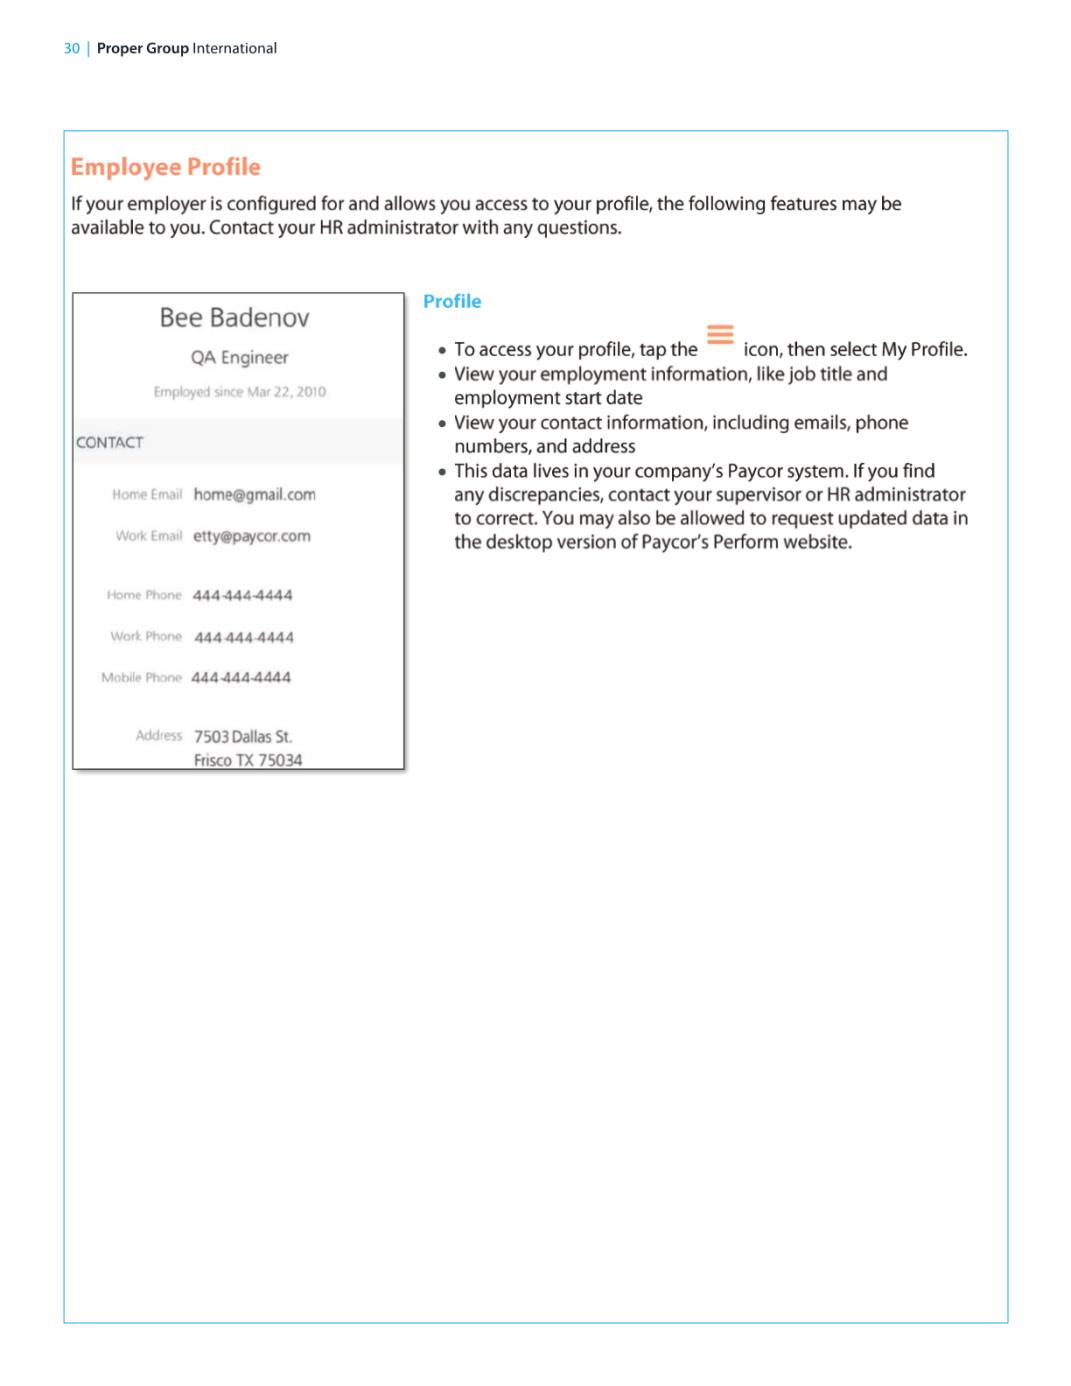 30 | Proper Group International
Employee Profile
If your employer is configured for and allows you access to your profile, the following features may be
available to you. Contact your HR administrator with any questions.
Bee Badenov
QA Engineer
Employed since Mar 22, 2010
CONTACT
Home Email home@gmail.com
Work Email etty@paycor.com
Home Phone 444-444-4444
Work Phone 444-444-4444
Mobile Phone 444-444-4444
Address 7503 Dallas St.
Frisco TX 75034
Profile
• To access your profile, tap the icon, then select My Profile.
• View your employment information, like job title and
employment start date
• View your contact information, including emails, phone
numbers, and address
• This data lives in your company’s Paycor system. If you find
any discrepancies, contact your supervisor or HR administrator
to correct. You may also be allowed to request updated data in
the desktop version of Paycor’s Perform website.